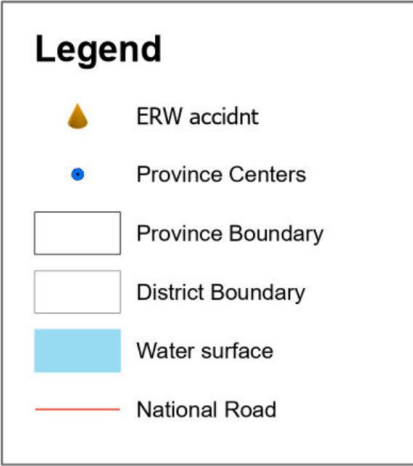 Legend
ERW accidnt
Province Centers
Province Boundary
District Boundary
Water surface
National Road